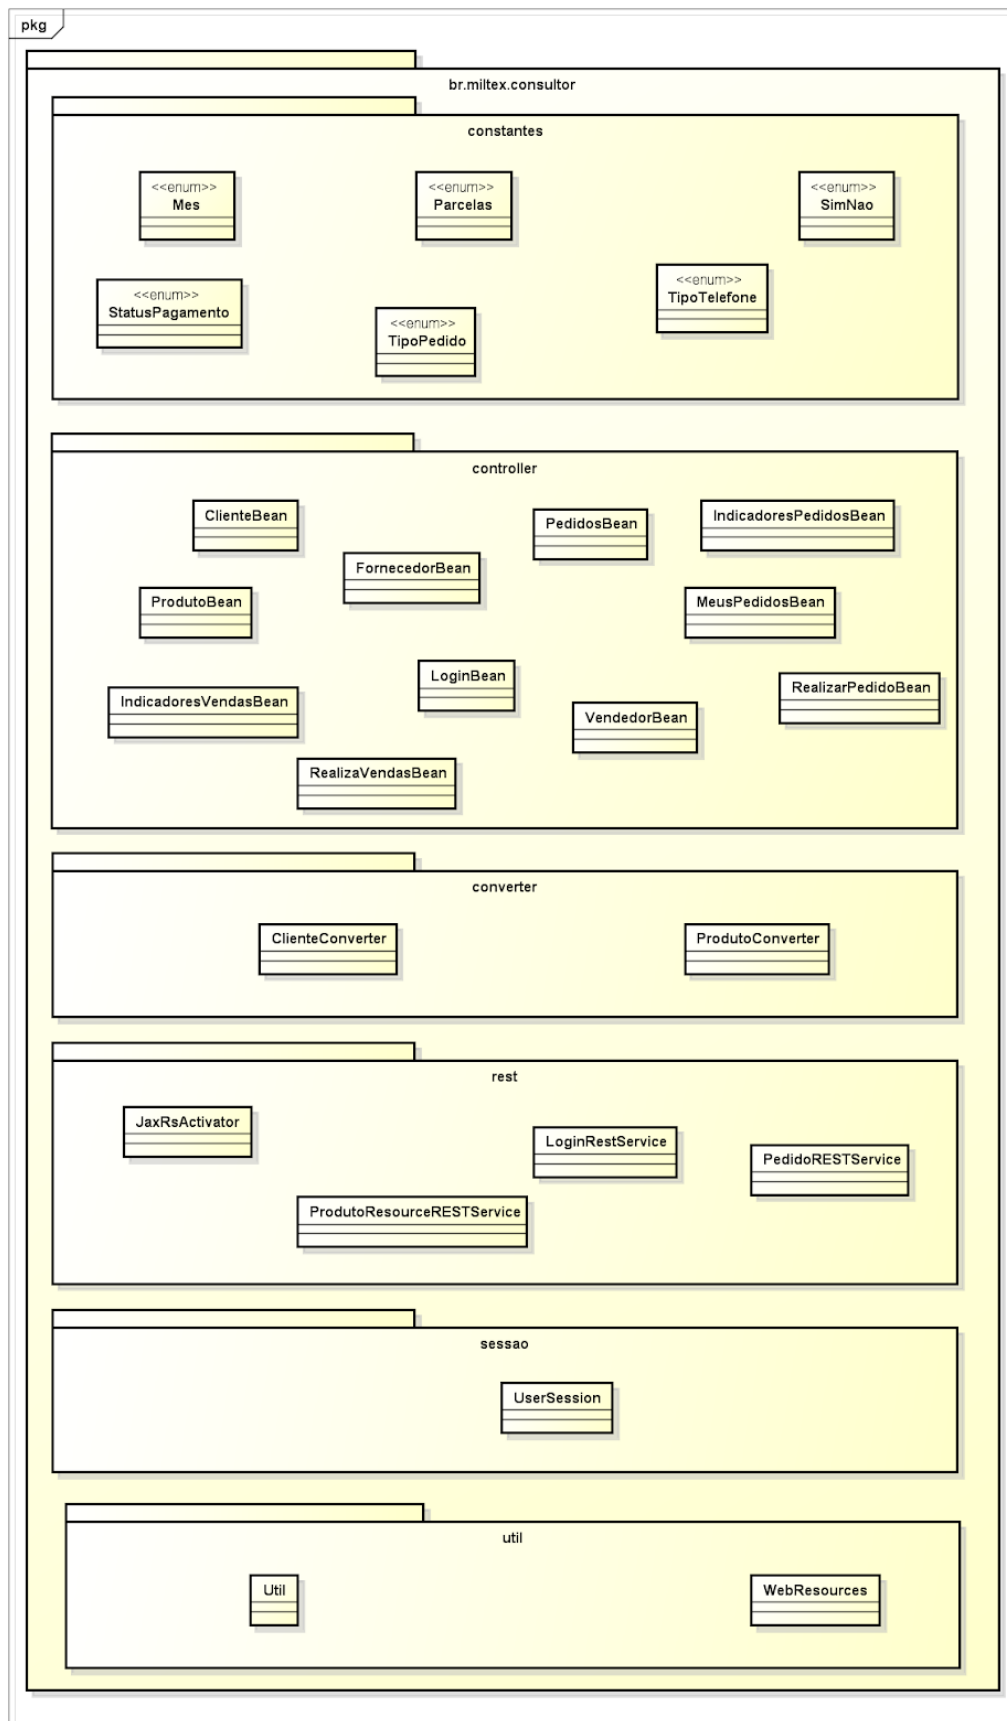 pkg
br.miltex.consultor
constantes
<<enum>>
Mes
<<enum>>
Parcelas
<<enum>>
SimNao
<<enum>>
StatusPagamento
<<enum>>
TipoPedido
<<enum>>
TipoTelefone
controller
ClienteBean
PedidosBean
IndicadoresPedidosBean
FornecedorBean
ProdutoBean
MeusPedidosBean
LoginBean
RealizarPedidoBean
IndicadoresVendasBean
VendedorBean
RealizaVendasBean
converter
ClienteConverter
ProdutoConverter
rest
JaxRsActivator
LoginRestService
PedidoRESTService
ProdutoResourceRESTService
sessao
UserSession
util
Util
WebResources